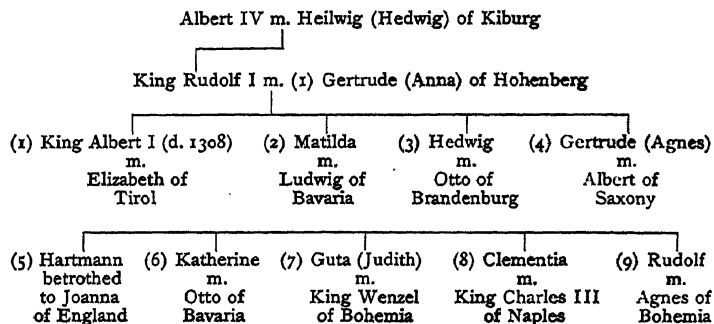 Albert IV m. Heilwig (Hedwig) of Kiburg
King Rudolf I m. (1) Gertrude (Anna) of Hohenberg
(1) King Albert I (d. 1308) (2) Matilda (3) Hedwig (4) Gertrude (Agnes)
m. m. m. m.
Elizabeth of Ludwig of Otto of Albert of
Tirol Bavaria Brandenburg Saxony
(5) Hartmann (6) Katherine (7) Guta (Judith) (8) Clementia (9) Rudolf
betrothed m. m. m. m.
to Joanna Otto of King Wenzel King Charles III Agnes of
of England Bavaria of Bohemia of Naples Bohemia